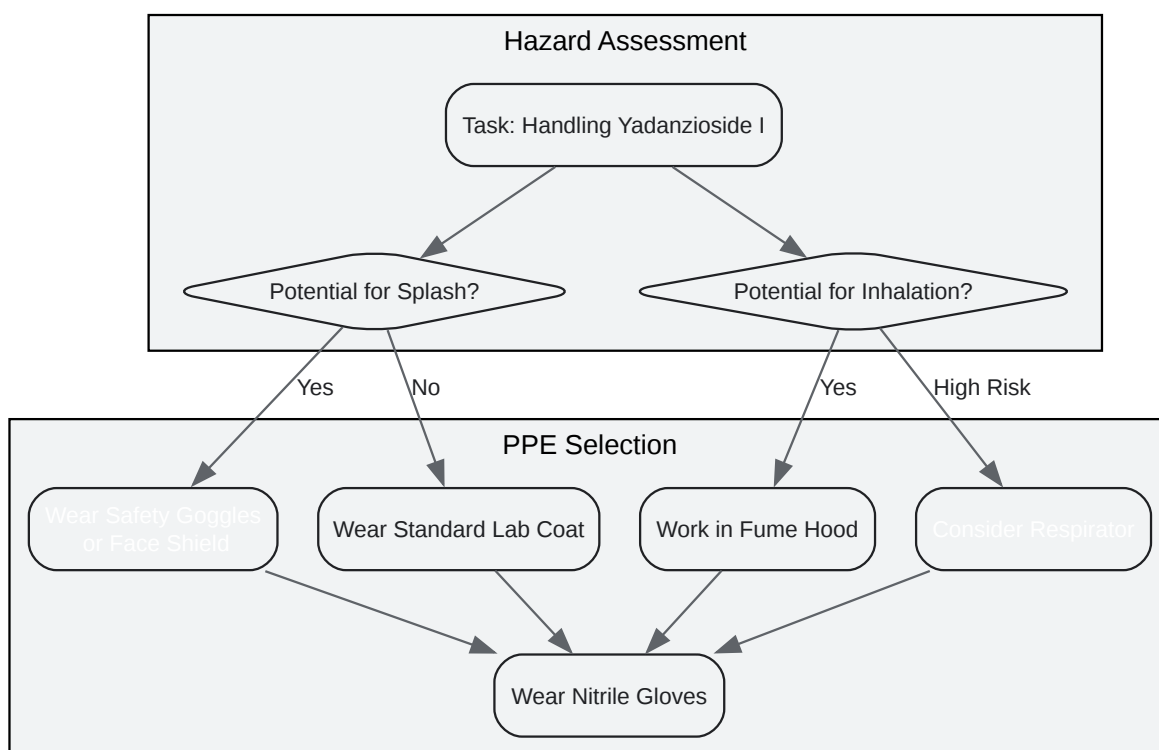 Hazard Assessment
Task: Handling Yadanzioside I
Potential for Splash?
Potential for Inhalation?
Yes
No
Yes
High Risk
PPE Selection
Wear Safety Goggles
or Face Shield
Wear Standard Lab Coat
Work in Fume Hood
Consider Respirator
Wear Nitrile Gloves